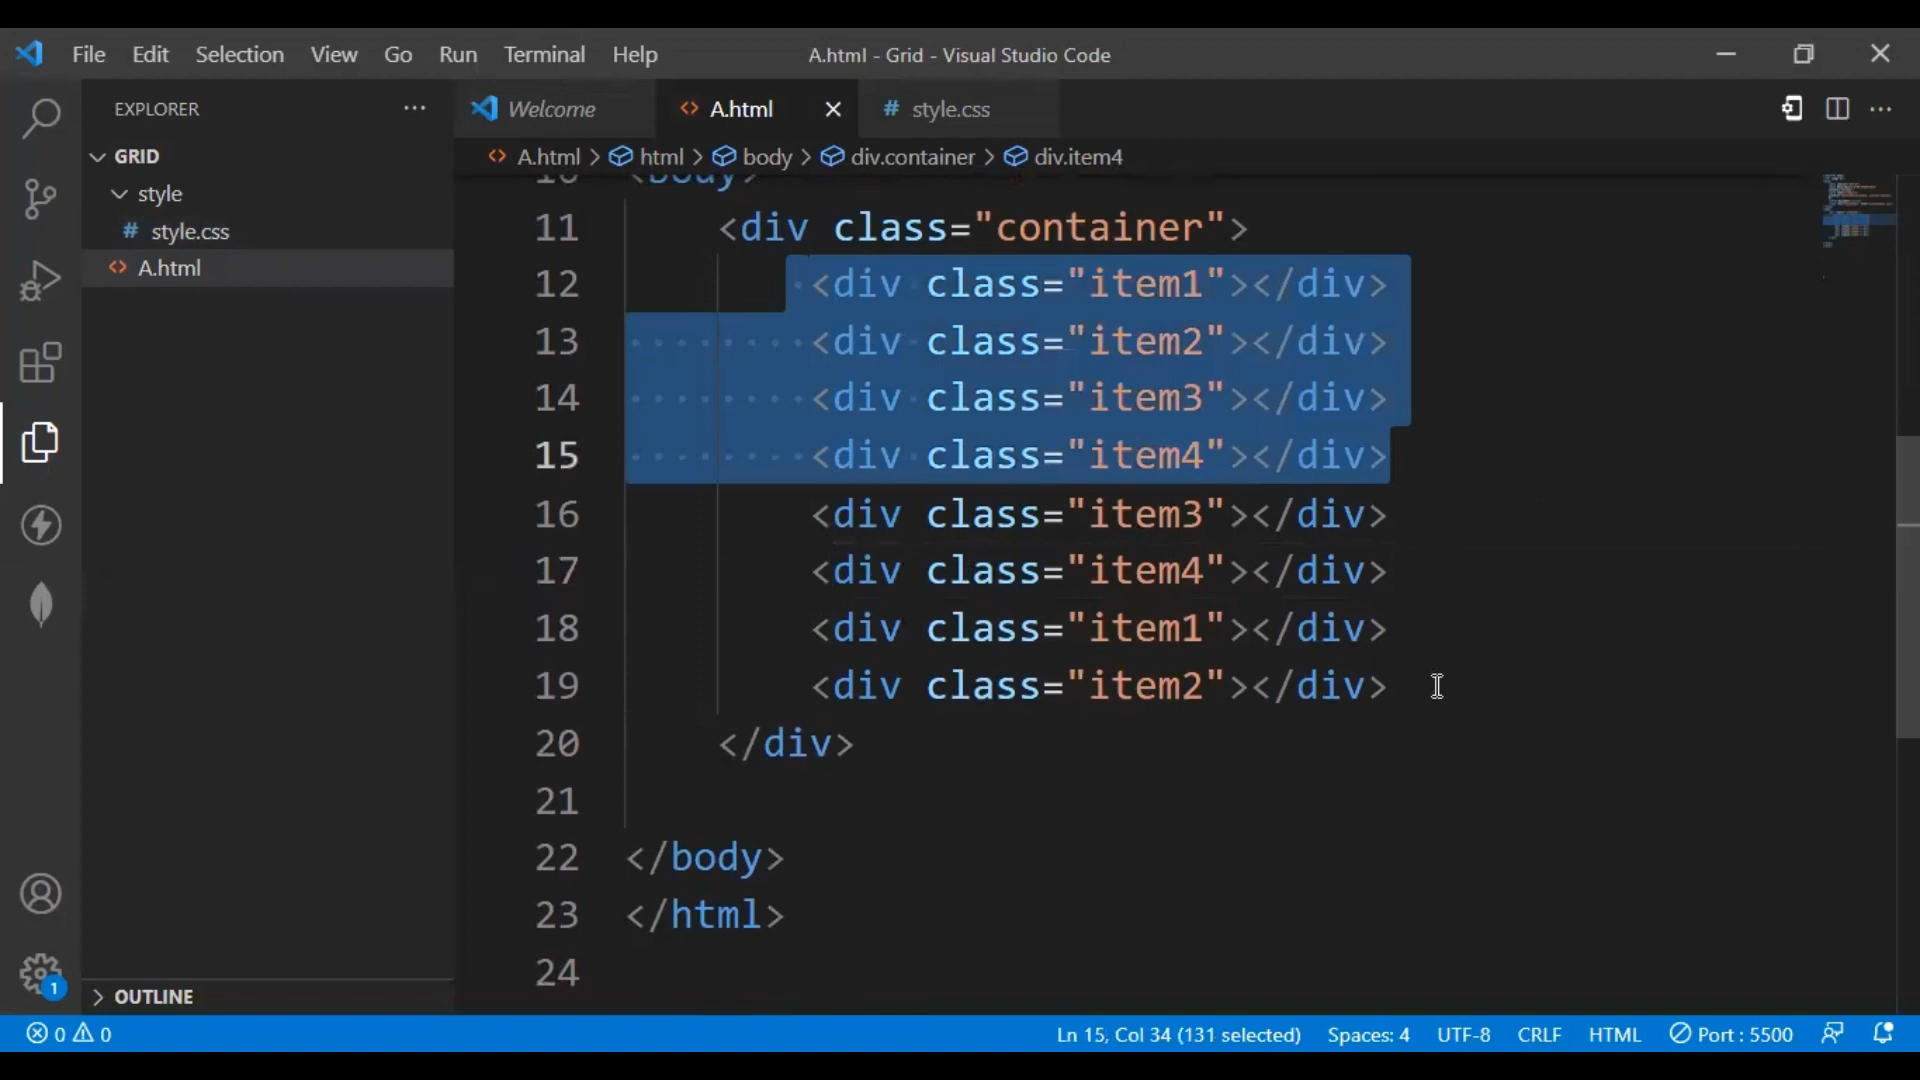 File Edit Selection View Go Run Terminal Help A.html - Grid - Visual Studio Code
EXPLORER ···
GRID
style
# style.css
<> A.html
OUTLINE
Welcome <> A.html # style.css
<> A.html > html > body > div.container > div.item4
10 <body>
11 <div class="container">
12 <div class="item1"></div>
13 <div class="item2"></div>
14 <div class="item3"></div>
15 <div class="item4"></div>
16 <div class="item3"></div>
17 <div class="item4"></div>
18 <div class="item1"></div>
19 <div class="item2"></div>
20 </div>
21
22 </body>
23 </html>
24
1
0 0 Ln 15, Col 34 (131 selected) Spaces: 4 UTF-8 CRLF HTML Port : 5500